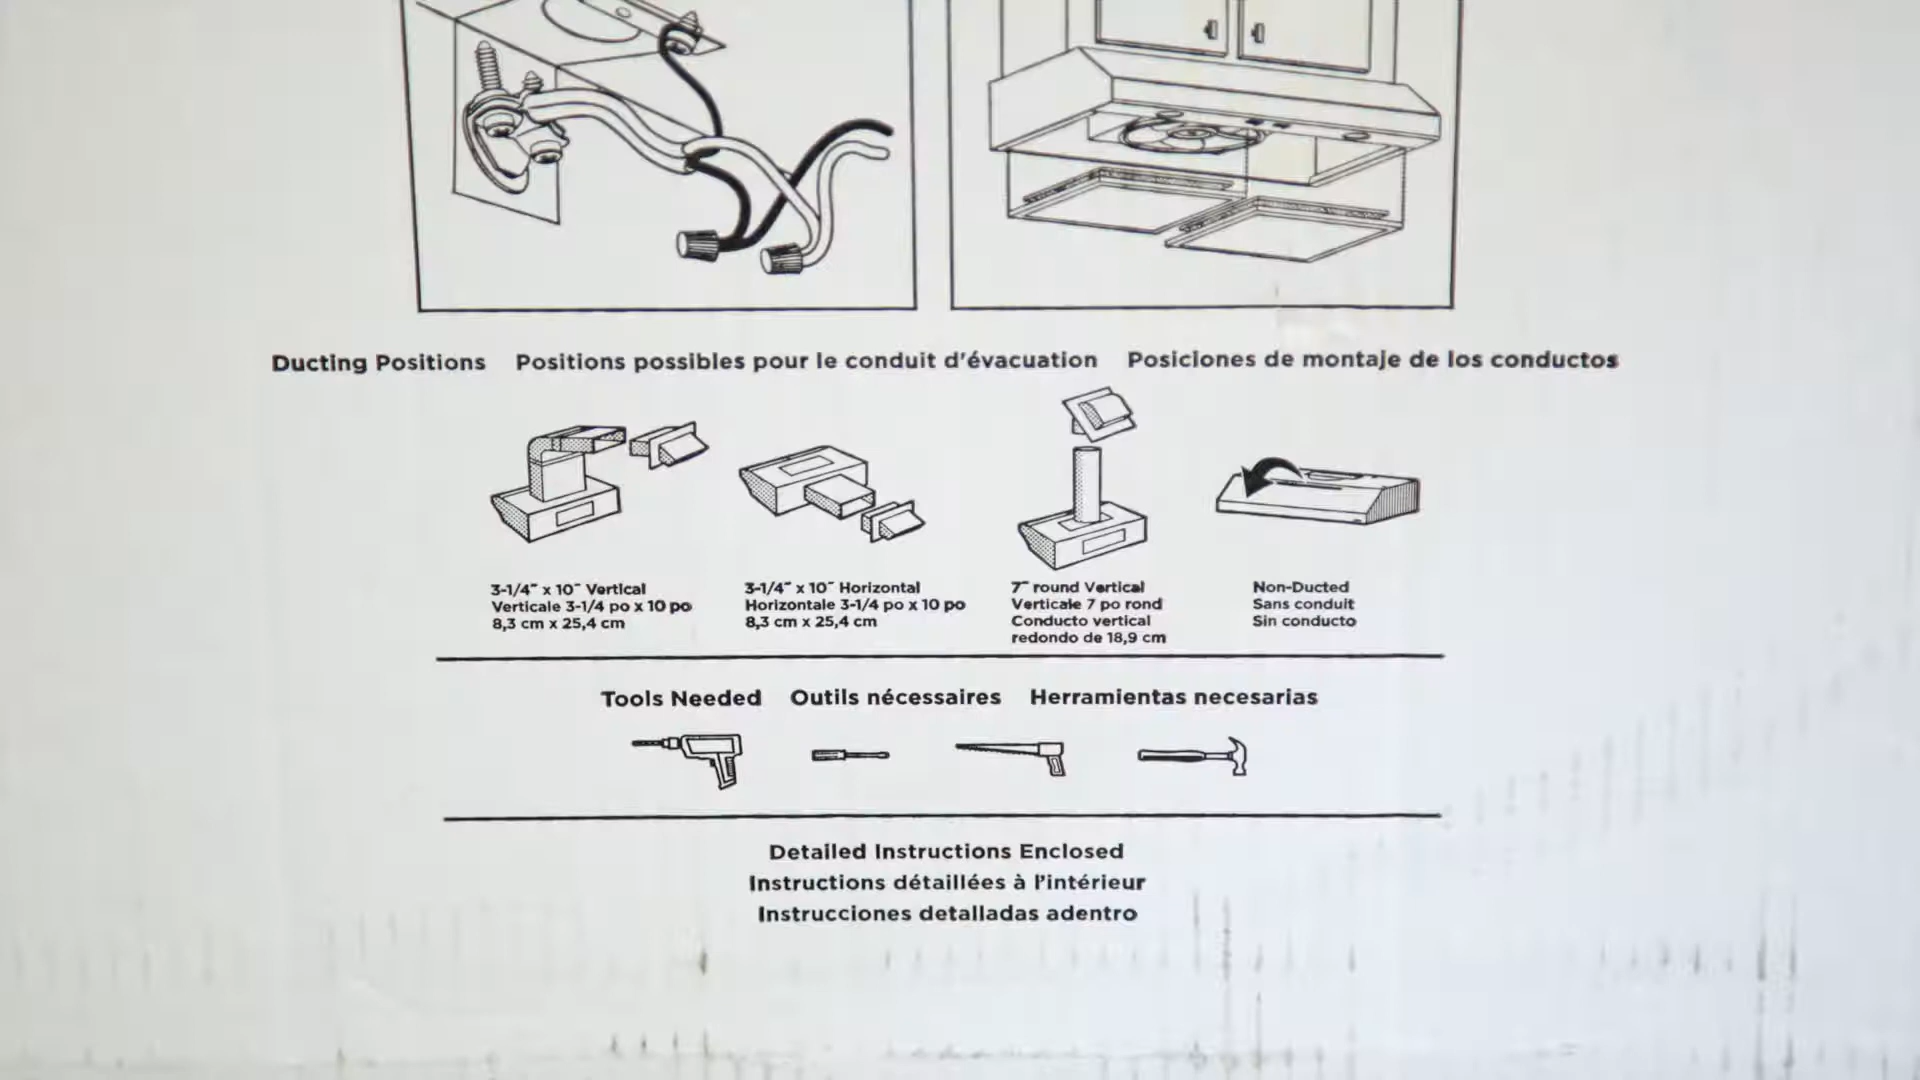 Ducting Positions Positions possibles pour le conduit d'évacuation Posiciones de montaje de los conductos
3-1/4" x 10" Vertical
Verticale 3-1/4 po x 10 po
8,3 cm x 25,4 cm
3-1/4" x 10" Horizontal
Horizontale 3-1/4 po x 10 po
8,3 cm x 25,4 cm
7" round Vertical
Verticale 7 po rond
Conducto vertical
redondo de 18,9 cm
Non-Ducted
Sans conduit
Sin conducto
Tools Needed Outils nécessaires Herramientas necesarias
Detailed Instructions Enclosed
Instructions détaillées à l'intérieur
Instrucciones detalladas adentro